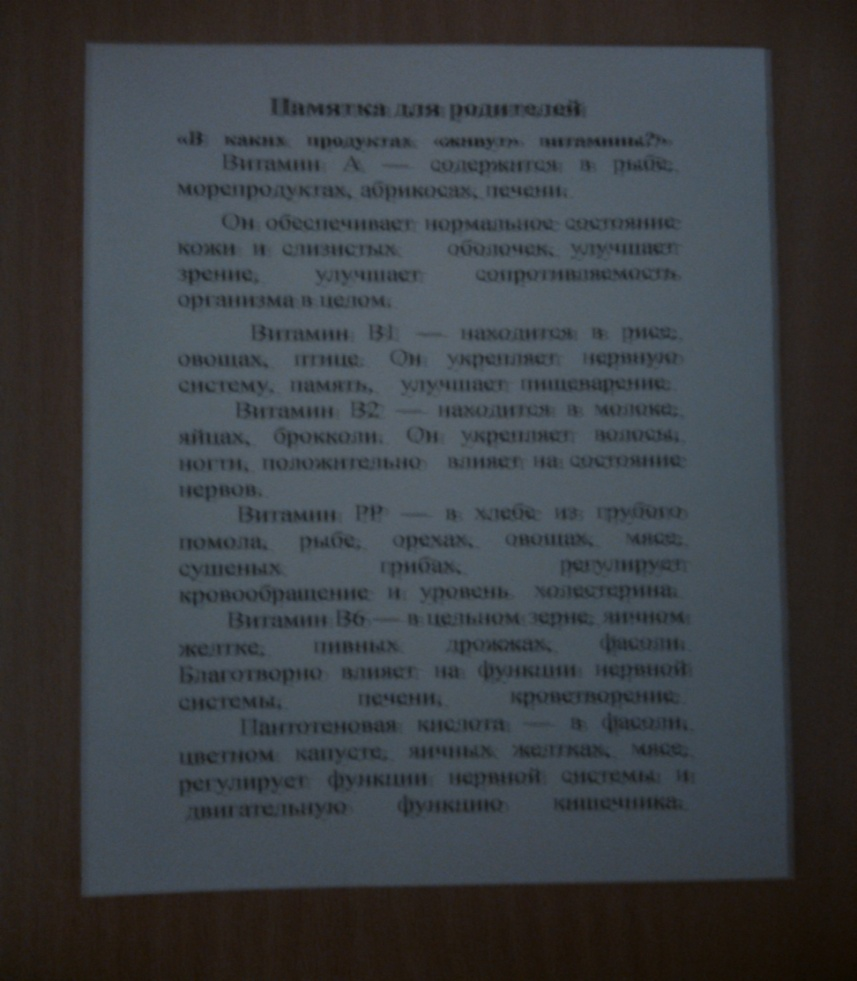 Памятка для родителей
«В каких продуктах «живут» витамины?»
Витамин А — содержится в рыбе,
морепродуктах, абрикосах, печени.
Он обеспечивает нормальное состояние
кожи и слизистых оболочек, улучшает
зрение, улучшает сопротивляемость
организма в целом.
Витамин В1 — находится в рисе,
овощах, птице. Он укрепляет нервную
систему, память, улучшает пищеварение.
Витамин В2 — находится в молоке,
яйцах, брокколи. Он укрепляет волосы,
ногти, положительно влияет на состояние
нервов.
Витамин РР — в хлебе из грубого
помола, рыбе, орехах, овощах, мясе,
сушеных грибах, регулирует
кровообращение и уровень холестерина.
Витамин В6 — в цельном зерне, яичном
желтке, пивных дрожжах, фасоли.
Благотворно влияет на функции нервной
системы, печени, кроветворение.
Пантотеновая кислота — в фасоли,
цветном капусте, яичных желтках, мясе,
регулирует функции нервной системы и
двигательную функцию кишечника.